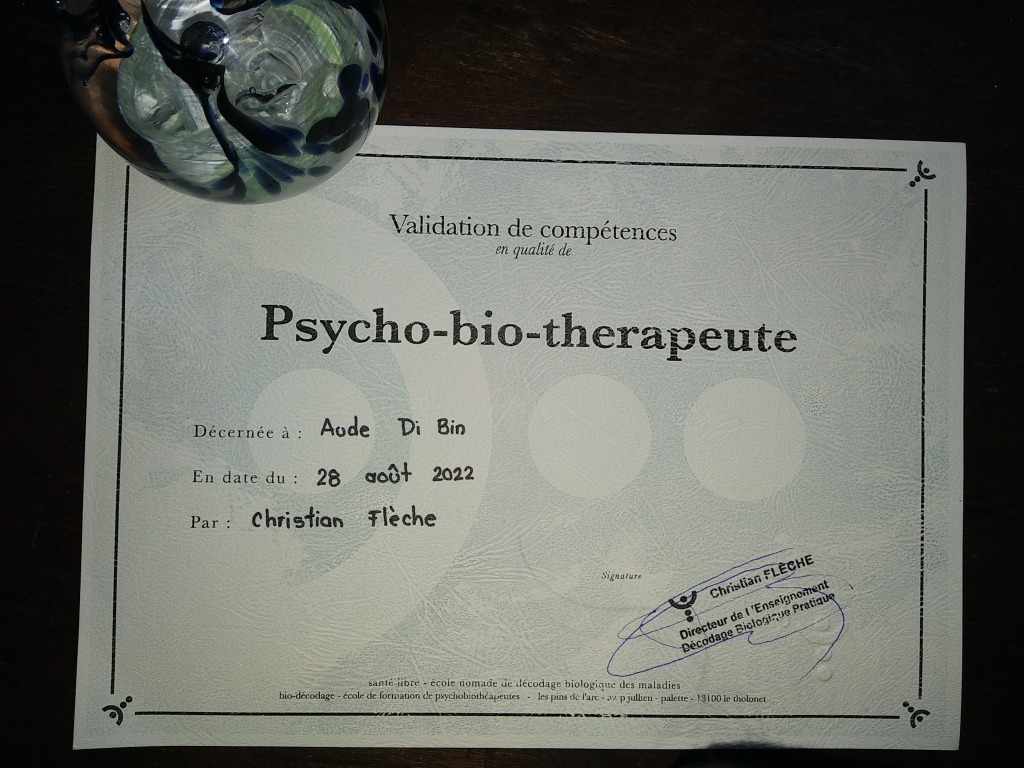 Validation de compétences
en qualité de
Psycho-bio-therapeute
Décernée à : Aude Di Bin
En date du : 28 août 2022
Par : Christian Flèche
Signature
Christian FLÈCHE
Directeur de l'Enseignement
Décodage Biologique Pratique
santé libre - école nomade de décodage biologique des maladies
bio-décodage - école de formation de psychobiothéapeutes - les pins de l'arc - av p jullien - palette - 13100 le tholonet